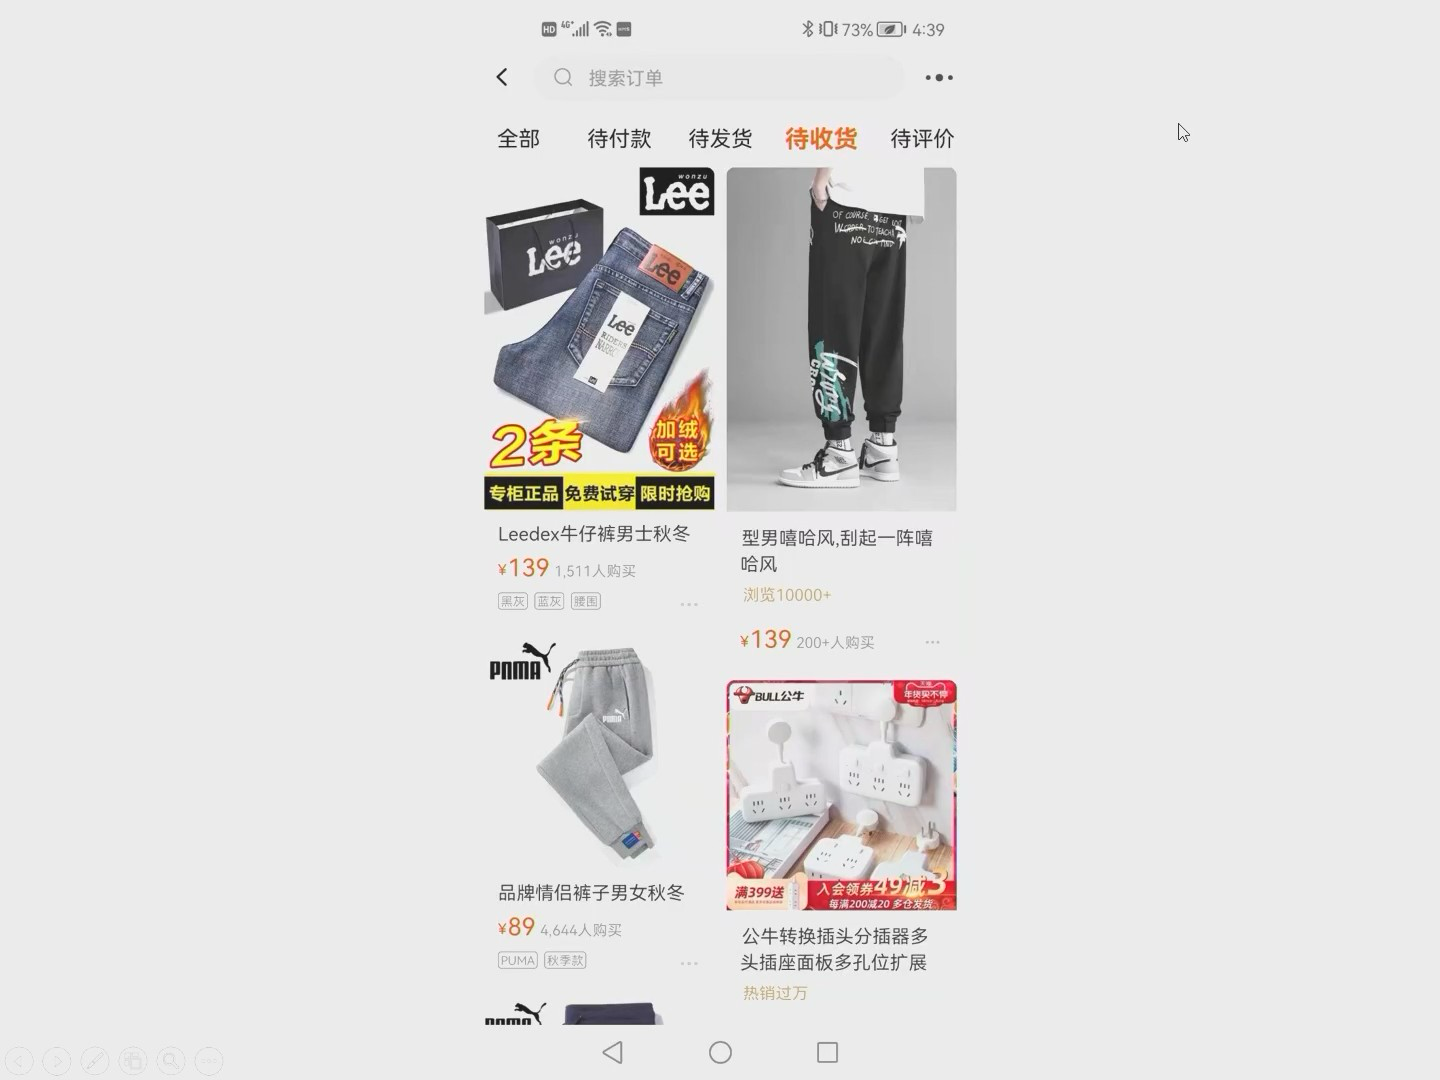 HD 4G+ 73% 4:39
搜索订单
全部 待付款 待发货 待收货 待评价
wonzu
Lee
wonzu
Lee
Lee
Lee
RIDERS
2条
加绒
可选
专柜正品 免费试穿 限时抢购
Leedex牛仔裤男士秋冬
¥139 1,511人购买
黑灰 蓝灰 腰围
PNMA
PUMA
品牌情侣裤子男女秋冬
¥89 4,644人购买
PUMA 秋季款
OF COURSE,
型男嘻哈风,刮起一阵嘻
哈风
浏览10000+
¥139 200+人购买
BULL公牛
年货契不停
满399送
入会领券49减3
每满200减20 多仓发货
公牛转换插头分插器多
头插座面板多孔位扩展
热销过万